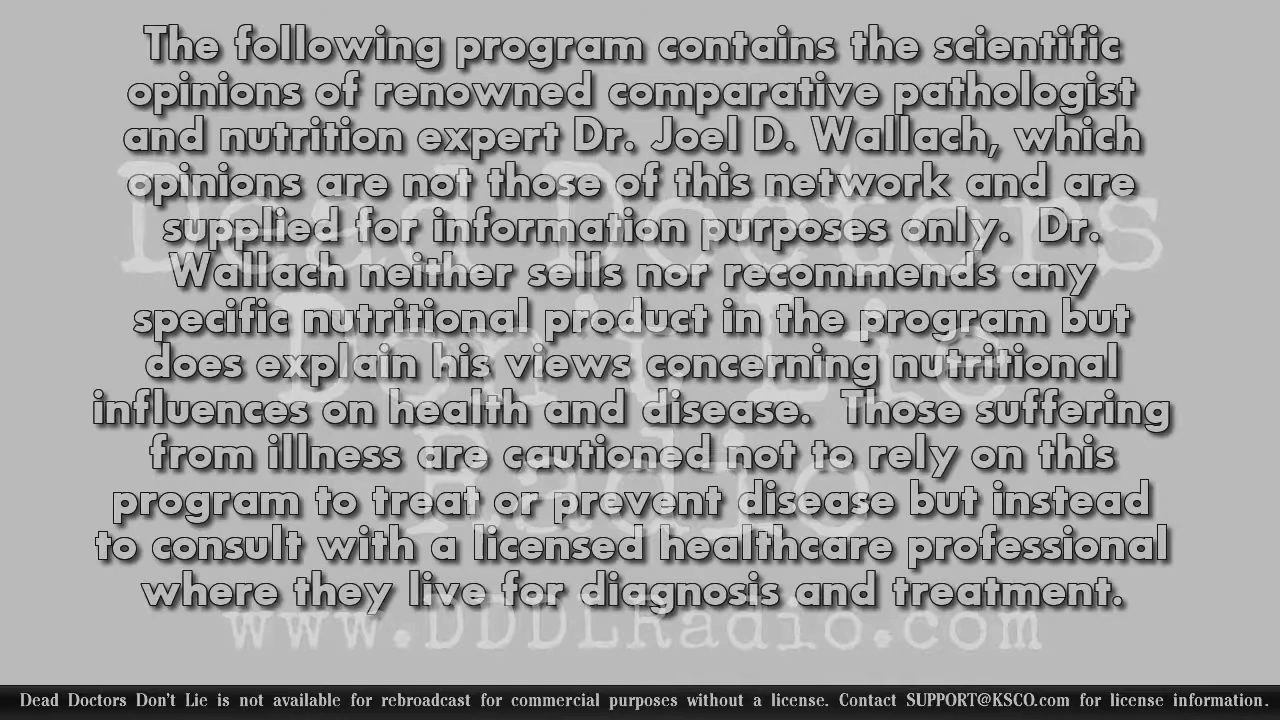 The following program contains the scientific
opinions of renowned comparative pathologist
and nutrition expert Dr. Joel D. Wallach, which
opinions are not those of this network and are
supplied for information purposes only. Dr.
Wallach neither sells nor recommends any
specific nutritional product in the program but
does explain his views concerning nutritional
influences on health and disease. Those suffering
from illness are cautioned not to rely on this
program to treat or prevent disease but instead
to consult with a licensed healthcare professional
where they live for diagnosis and treatment.
Dead Doctors
Don't Lie
Radio
www.DDDLRadio.com
Dead Doctors Don't Lie is not available for rebroadcast for commercial purposes without a license. Contact SUPPORT@KSCO.com for license information.